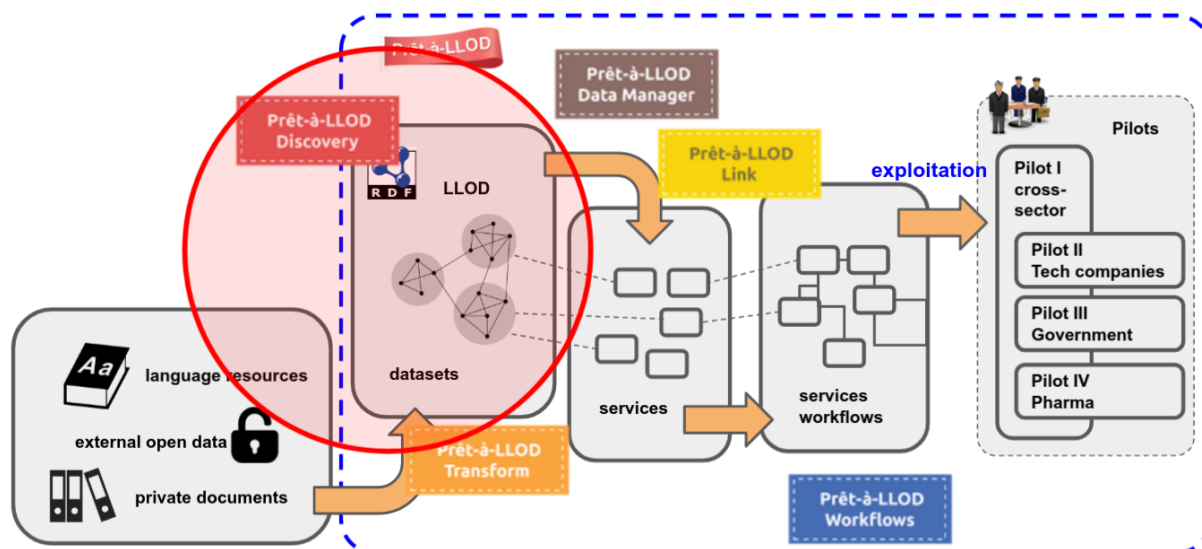 Prêt-à-LLOD
Prêt-à-LLOD
Discovery
Prêt-à-LLOD
Data Manager
Prêt-à-LLOD
Link
exploitation
Pilots
Pilot I
cross-
sector
Pilot II
Tech companies
Pilot III
Government
Pilot IV
Pharma
RDF
LLOD
datasets
services
services
workflows
Aa
language resources
external open data
private documents
Prêt-à-LLOD
Transform
Prêt-à-LLOD
Workflows